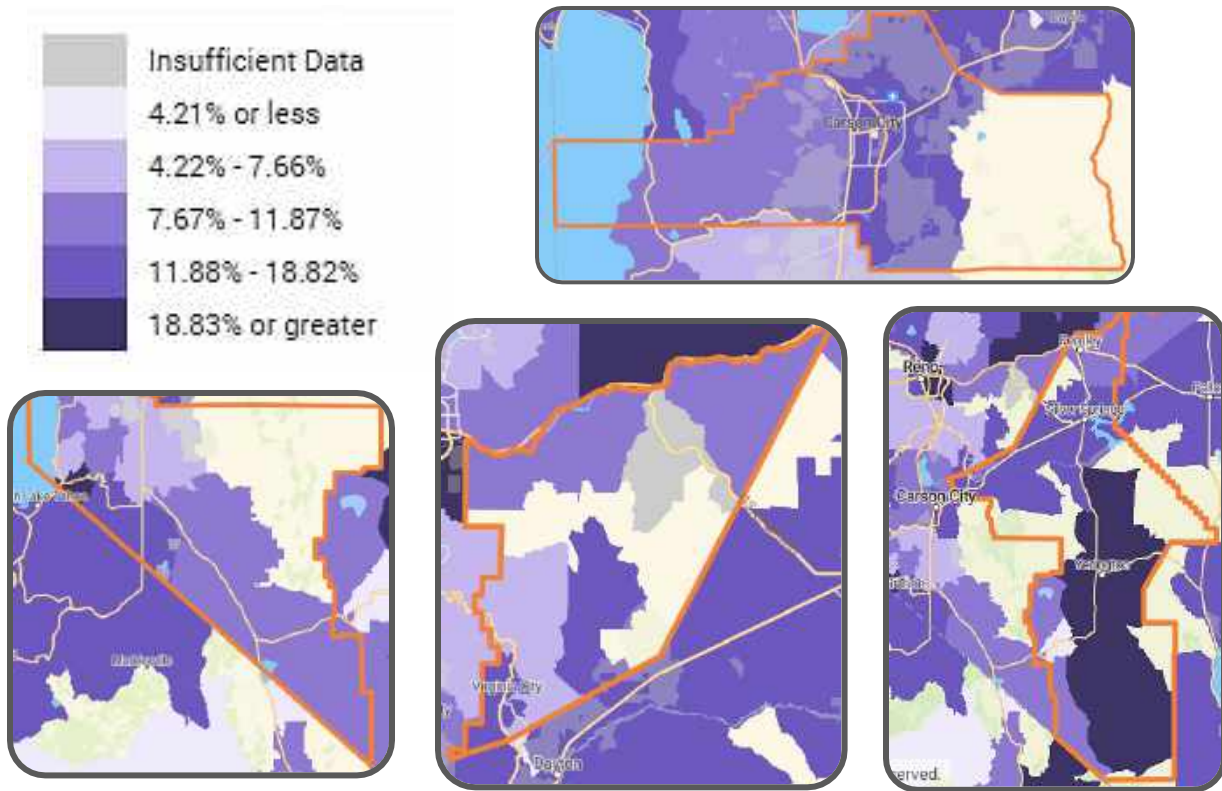 Insufficient Data
4.21% or less
4.22% - 7.66%
7.67% - 11.87%
11.88% - 18.82%
18.83% or greater
Carson City
Reno
Carson City
Virginia City
Dayton
erved.